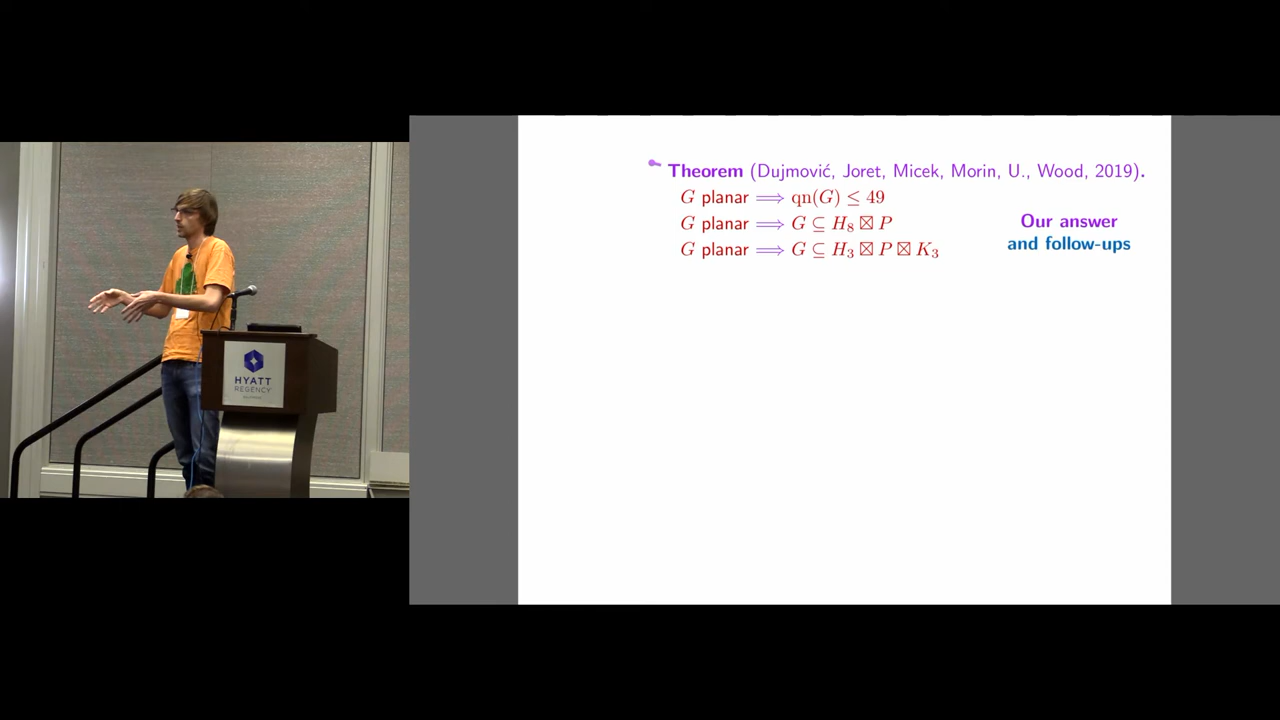 Theorem (Dujmović, Joret, Micek, Morin, U., Wood, 2019).
G planar ⟹ qn(G) ≤ 49
G planar ⟹ G ⊆ H₈ ⊠ P
G planar ⟹ G ⊆ H₃ ⊠ P ⊠ K₃
Our answer
and follow-ups
HYATT
REGENCY